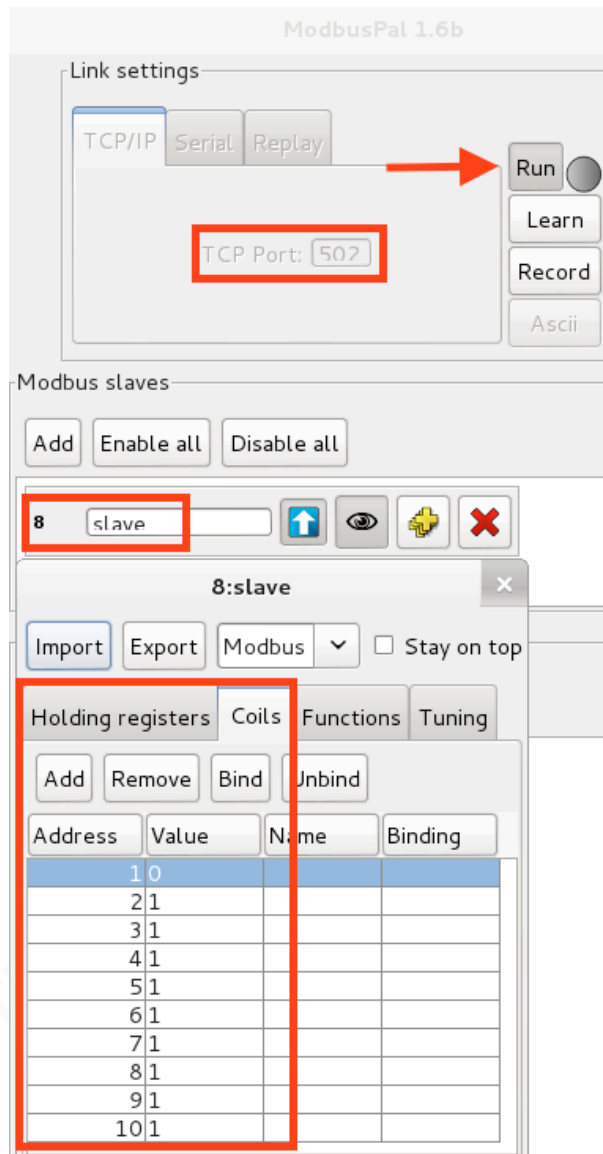 ModbusPal 1.6b
Link settings
TCP/IP Serial Replay
Run
Learn
TCP Port: 502
Record
Ascii
Modbus slaves
Add Enable all Disable all
8 slave
8:slave
Import Export Modbus Stay on top
Holding registers Coils Functions Tuning
Add Remove Bind Unbind
Address Value Name Binding
1 0
2 1
3 1
4 1
5 1
6 1
7 1
8 1
9 1
10 1